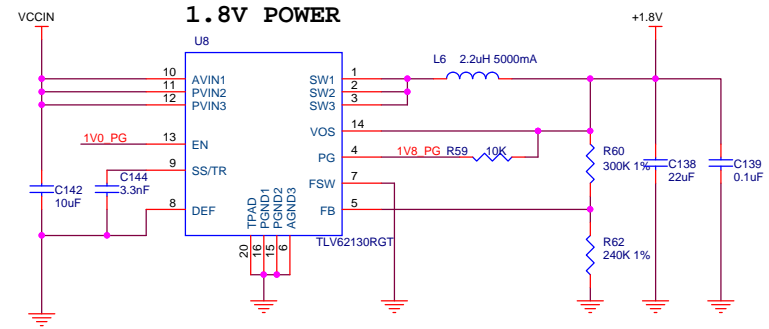 1.8V POWER
VCCIN
+1.8V
U8
L6 2.2uH 5000mA
10 AVIN1
11 PVIN2
12 PVIN3
SW1 1
SW2 2
SW3 3
VOS 14
1V0_PG 13 EN
PG 4 1V8_PG R59 10K
9 SS/TR
FSW 7
C144
3.3nF
C142
10uF
8 DEF
FB 5
R60
300K 1%
C138
22uF
C139
0.1uF
TPAD
PGND1
PGND2
AGND3
20
16
15
6
TLV62130RGT
R62
240K 1%